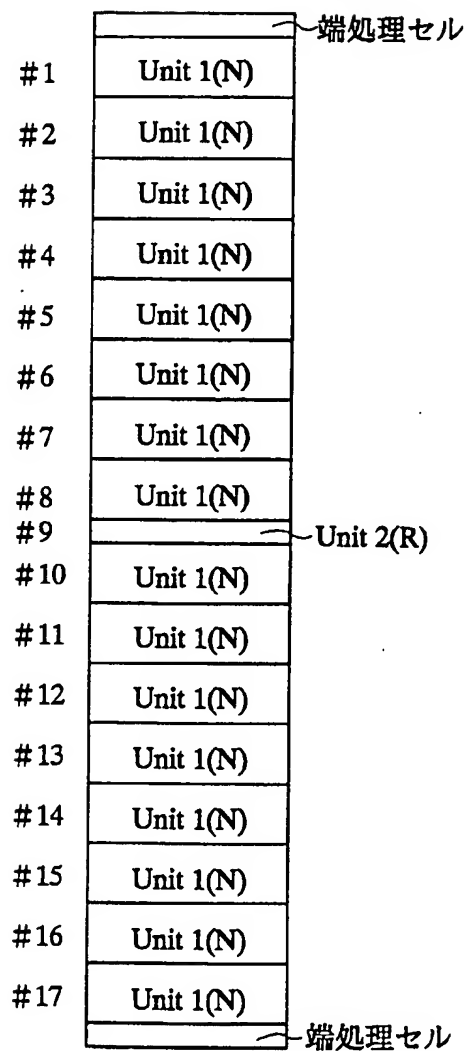 端処理セル
#1 Unit 1(N)
#2 Unit 1(N)
#3 Unit 1(N)
#4 Unit 1(N)
#5 Unit 1(N)
#6 Unit 1(N)
#7 Unit 1(N)
#8 Unit 1(N)
#9 Unit 2(R)
#10 Unit 1(N)
#11 Unit 1(N)
#12 Unit 1(N)
#13 Unit 1(N)
#14 Unit 1(N)
#15 Unit 1(N)
#16 Unit 1(N)
#17 Unit 1(N)
端処理セル